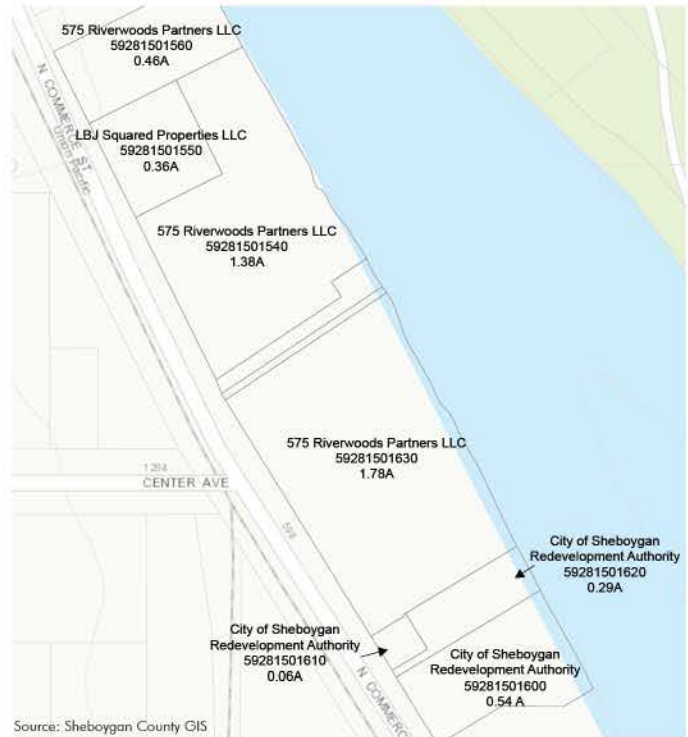 575 Riverwoods Partners LLC
59281501560
0.46A
N COMMERCE ST
Union Pacific
LBJ Squared Properties LLC
59281501550
0.36A
575 Riverwoods Partners LLC
59281501540
1.38A
575 Riverwoods Partners LLC
59281501630
1.78A
1204
CENTER AVE
598
City of Sheboygan
Redevelopment Authority
59281501620
0.29A
City of Sheboygan
Redevelopment Authority
59281501610
0.06A
City of Sheboygan
Redevelopment Authority
59281501600
0.54 A
N COMMERC
Source: Sheboygan County GIS